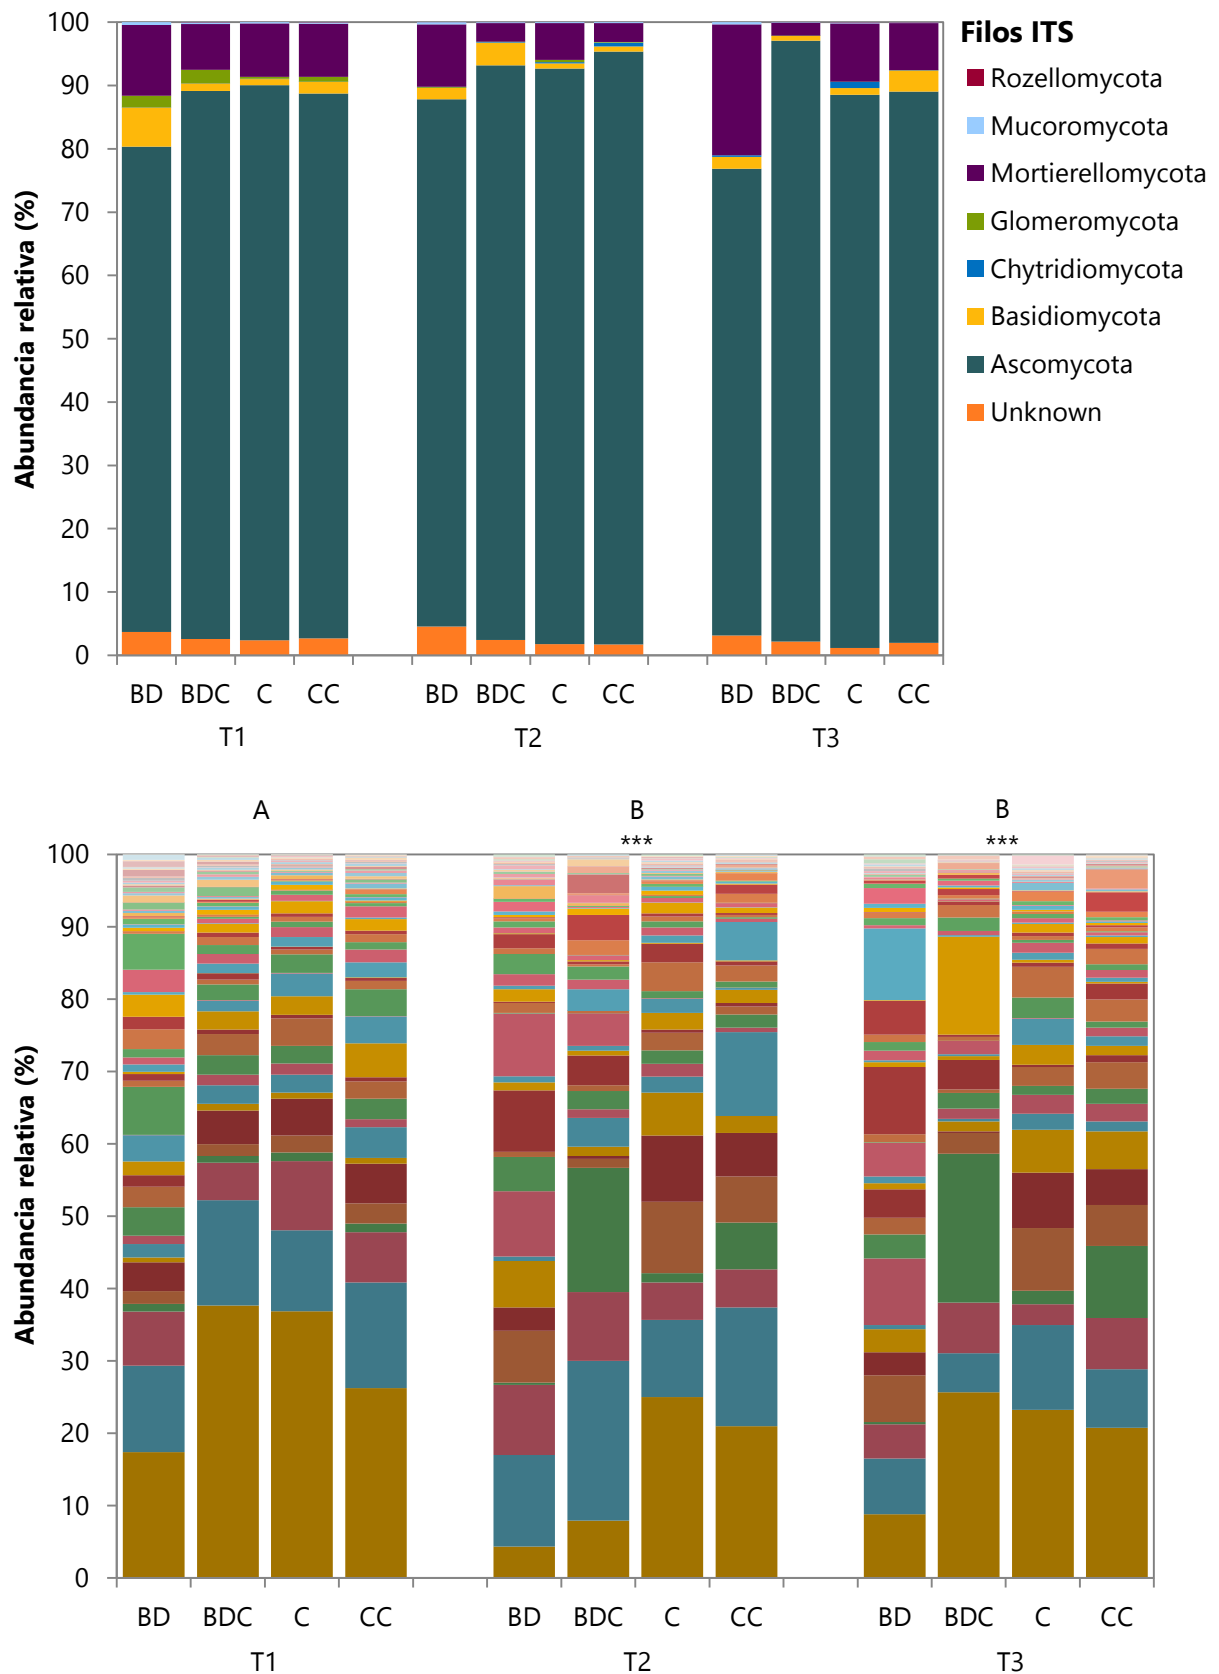 Filos ITS
Rozellomycota
Mucoromycota
Mortierellomycota
Glomeromycota
Chytridiomycota
Basidiomycota
Ascomycota
Unknown
Abundancia relativa (%)
100
90
80
70
60
50
40
30
20
10
0
BD BDC C CC BD BDC C CC BD BDC C CC
T1 T2 T3
A B B
*** ***
Abundancia relativa (%)
100
90
80
70
60
50
40
30
20
10
0
BD BDC C CC BD BDC C CC BD BDC C CC
T1 T2 T3